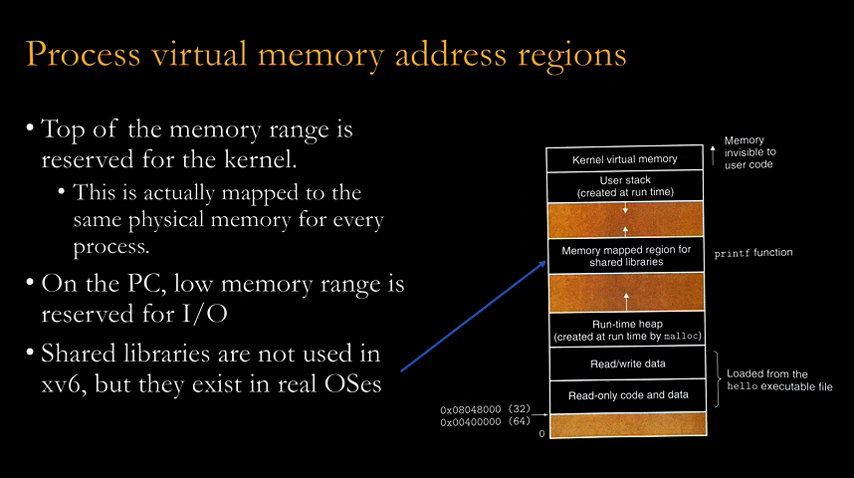 Process virtual memory address regions
• Top of the memory range is
reserved for the kernel.
• This is actually mapped to the
same physical memory for every
process.
• On the PC, low memory range is
reserved for I/O
• Shared libraries are not used in
xv6, but they exist in real OSes
Kernel virtual memory
Memory
invisible to
user code
User stack
(created at run time)
Memory mapped region for
shared libraries
printf function
Run-time heap
(created at run time by malloc)
Read/write data
Read-only code and data
Loaded from the
hello executable file
0x08048000 (32)
0x00400000 (64)
0